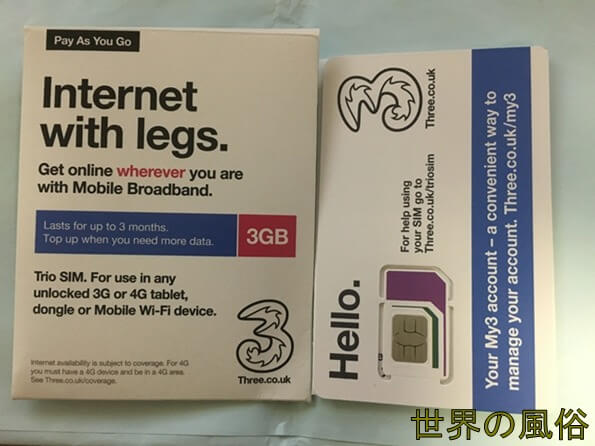 Pay As You Go
Internet
with legs.
Get online wherever you are
with Mobile Broadband.
Lasts for up to 3 months.
Top up when you need more data.
3GB
Trio SIM. For use in any
unlocked 3G or 4G tablet,
dongle or Mobile Wi-Fi device.
Internet availability is subject to coverage. For 4G
you must have a 4G device and be in a 4G area.
See Three.co.uk/coverage.
3
Three.co.uk
Hello.
For help using
your SIM go to
Three.co.uk/triosim
3
Three.co.uk
Your My3 account – a convenient way to
manage your account. Three.co.uk/my3
世界の風俗